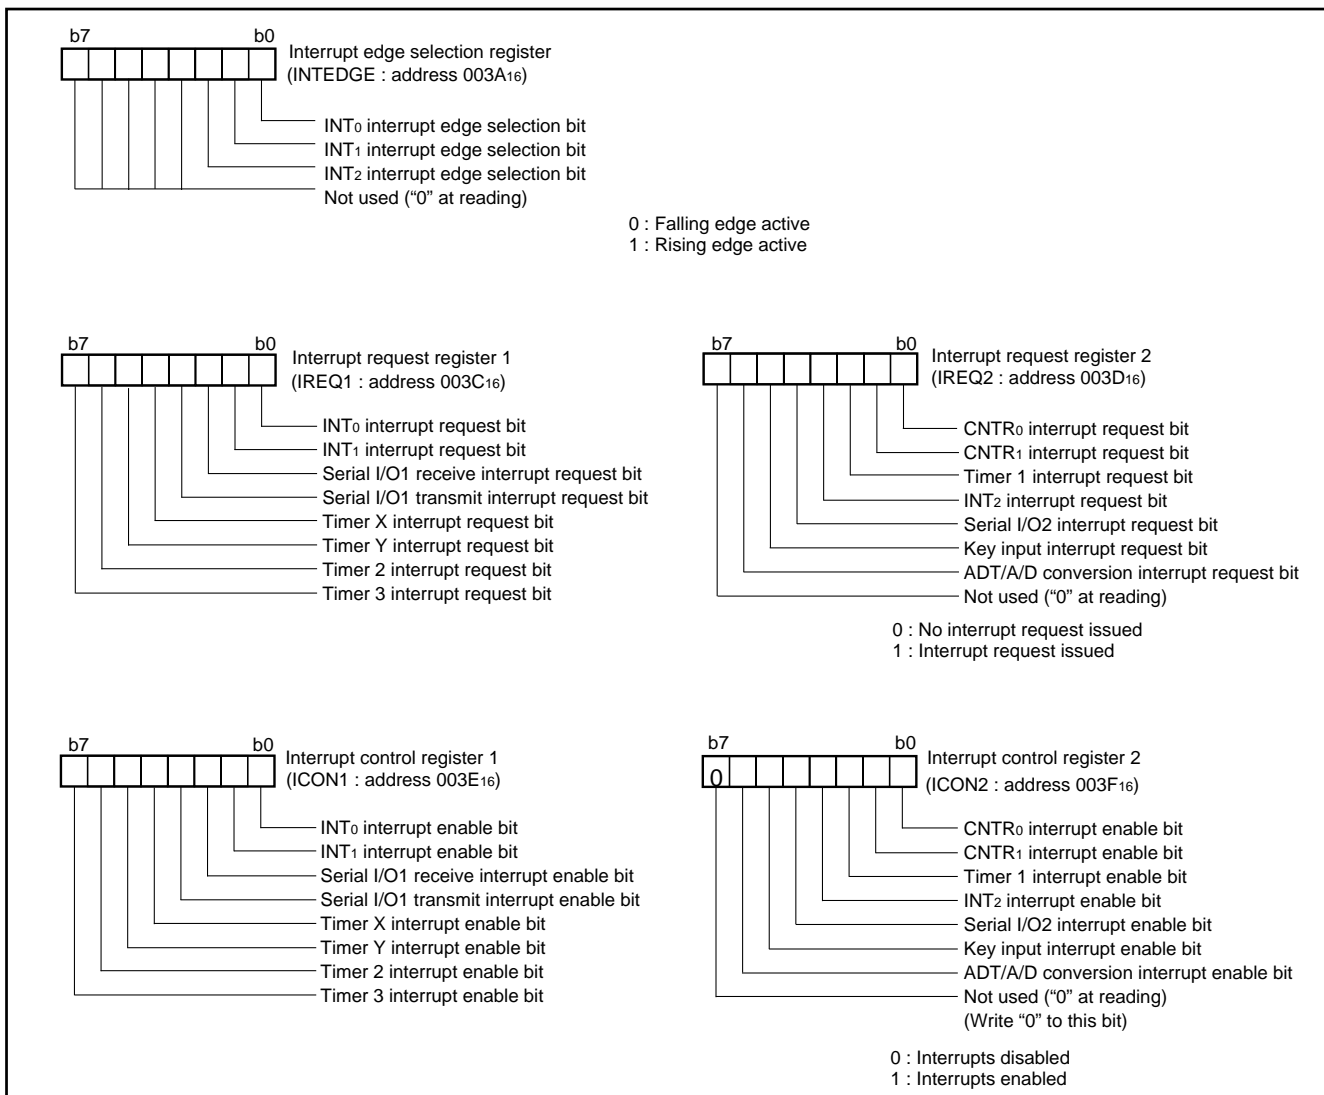 b7 b0
Interrupt edge selection register
(INTEDGE : address 003A16)
INT0 interrupt edge selection bit
INT1 interrupt edge selection bit
INT2 interrupt edge selection bit
Not used (“0” at reading)
0 : Falling edge active
1 : Rising edge active
b7 b0
Interrupt request register 1
(IREQ1 : address 003C16)
INT0 interrupt request bit
INT1 interrupt request bit
Serial I/O1 receive interrupt request bit
Serial I/O1 transmit interrupt request bit
Timer X interrupt request bit
Timer Y interrupt request bit
Timer 2 interrupt request bit
Timer 3 interrupt request bit
b7 b0
Interrupt request register 2
(IREQ2 : address 003D16)
CNTR0 interrupt request bit
CNTR1 interrupt request bit
Timer 1 interrupt request bit
INT2 interrupt request bit
Serial I/O2 interrupt request bit
Key input interrupt request bit
ADT/A/D conversion interrupt request bit
Not used (“0” at reading)
0 : No interrupt request issued
1 : Interrupt request issued
b7 b0
Interrupt control register 1
(ICON1 : address 003E16)
INT0 interrupt enable bit
INT1 interrupt enable bit
Serial I/O1 receive interrupt enable bit
Serial I/O1 transmit interrupt enable bit
Timer X interrupt enable bit
Timer Y interrupt enable bit
Timer 2 interrupt enable bit
Timer 3 interrupt enable bit
b7 b0
Interrupt control register 2
0
(ICON2 : address 003F16)
CNTR0 interrupt enable bit
CNTR1 interrupt enable bit
Timer 1 interrupt enable bit
INT2 interrupt enable bit
Serial I/O2 interrupt enable bit
Key input interrupt enable bit
ADT/A/D conversion interrupt enable bit
Not used (“0” at reading)
(Write “0” to this bit)
0 : Interrupts disabled
1 : Interrupts enabled